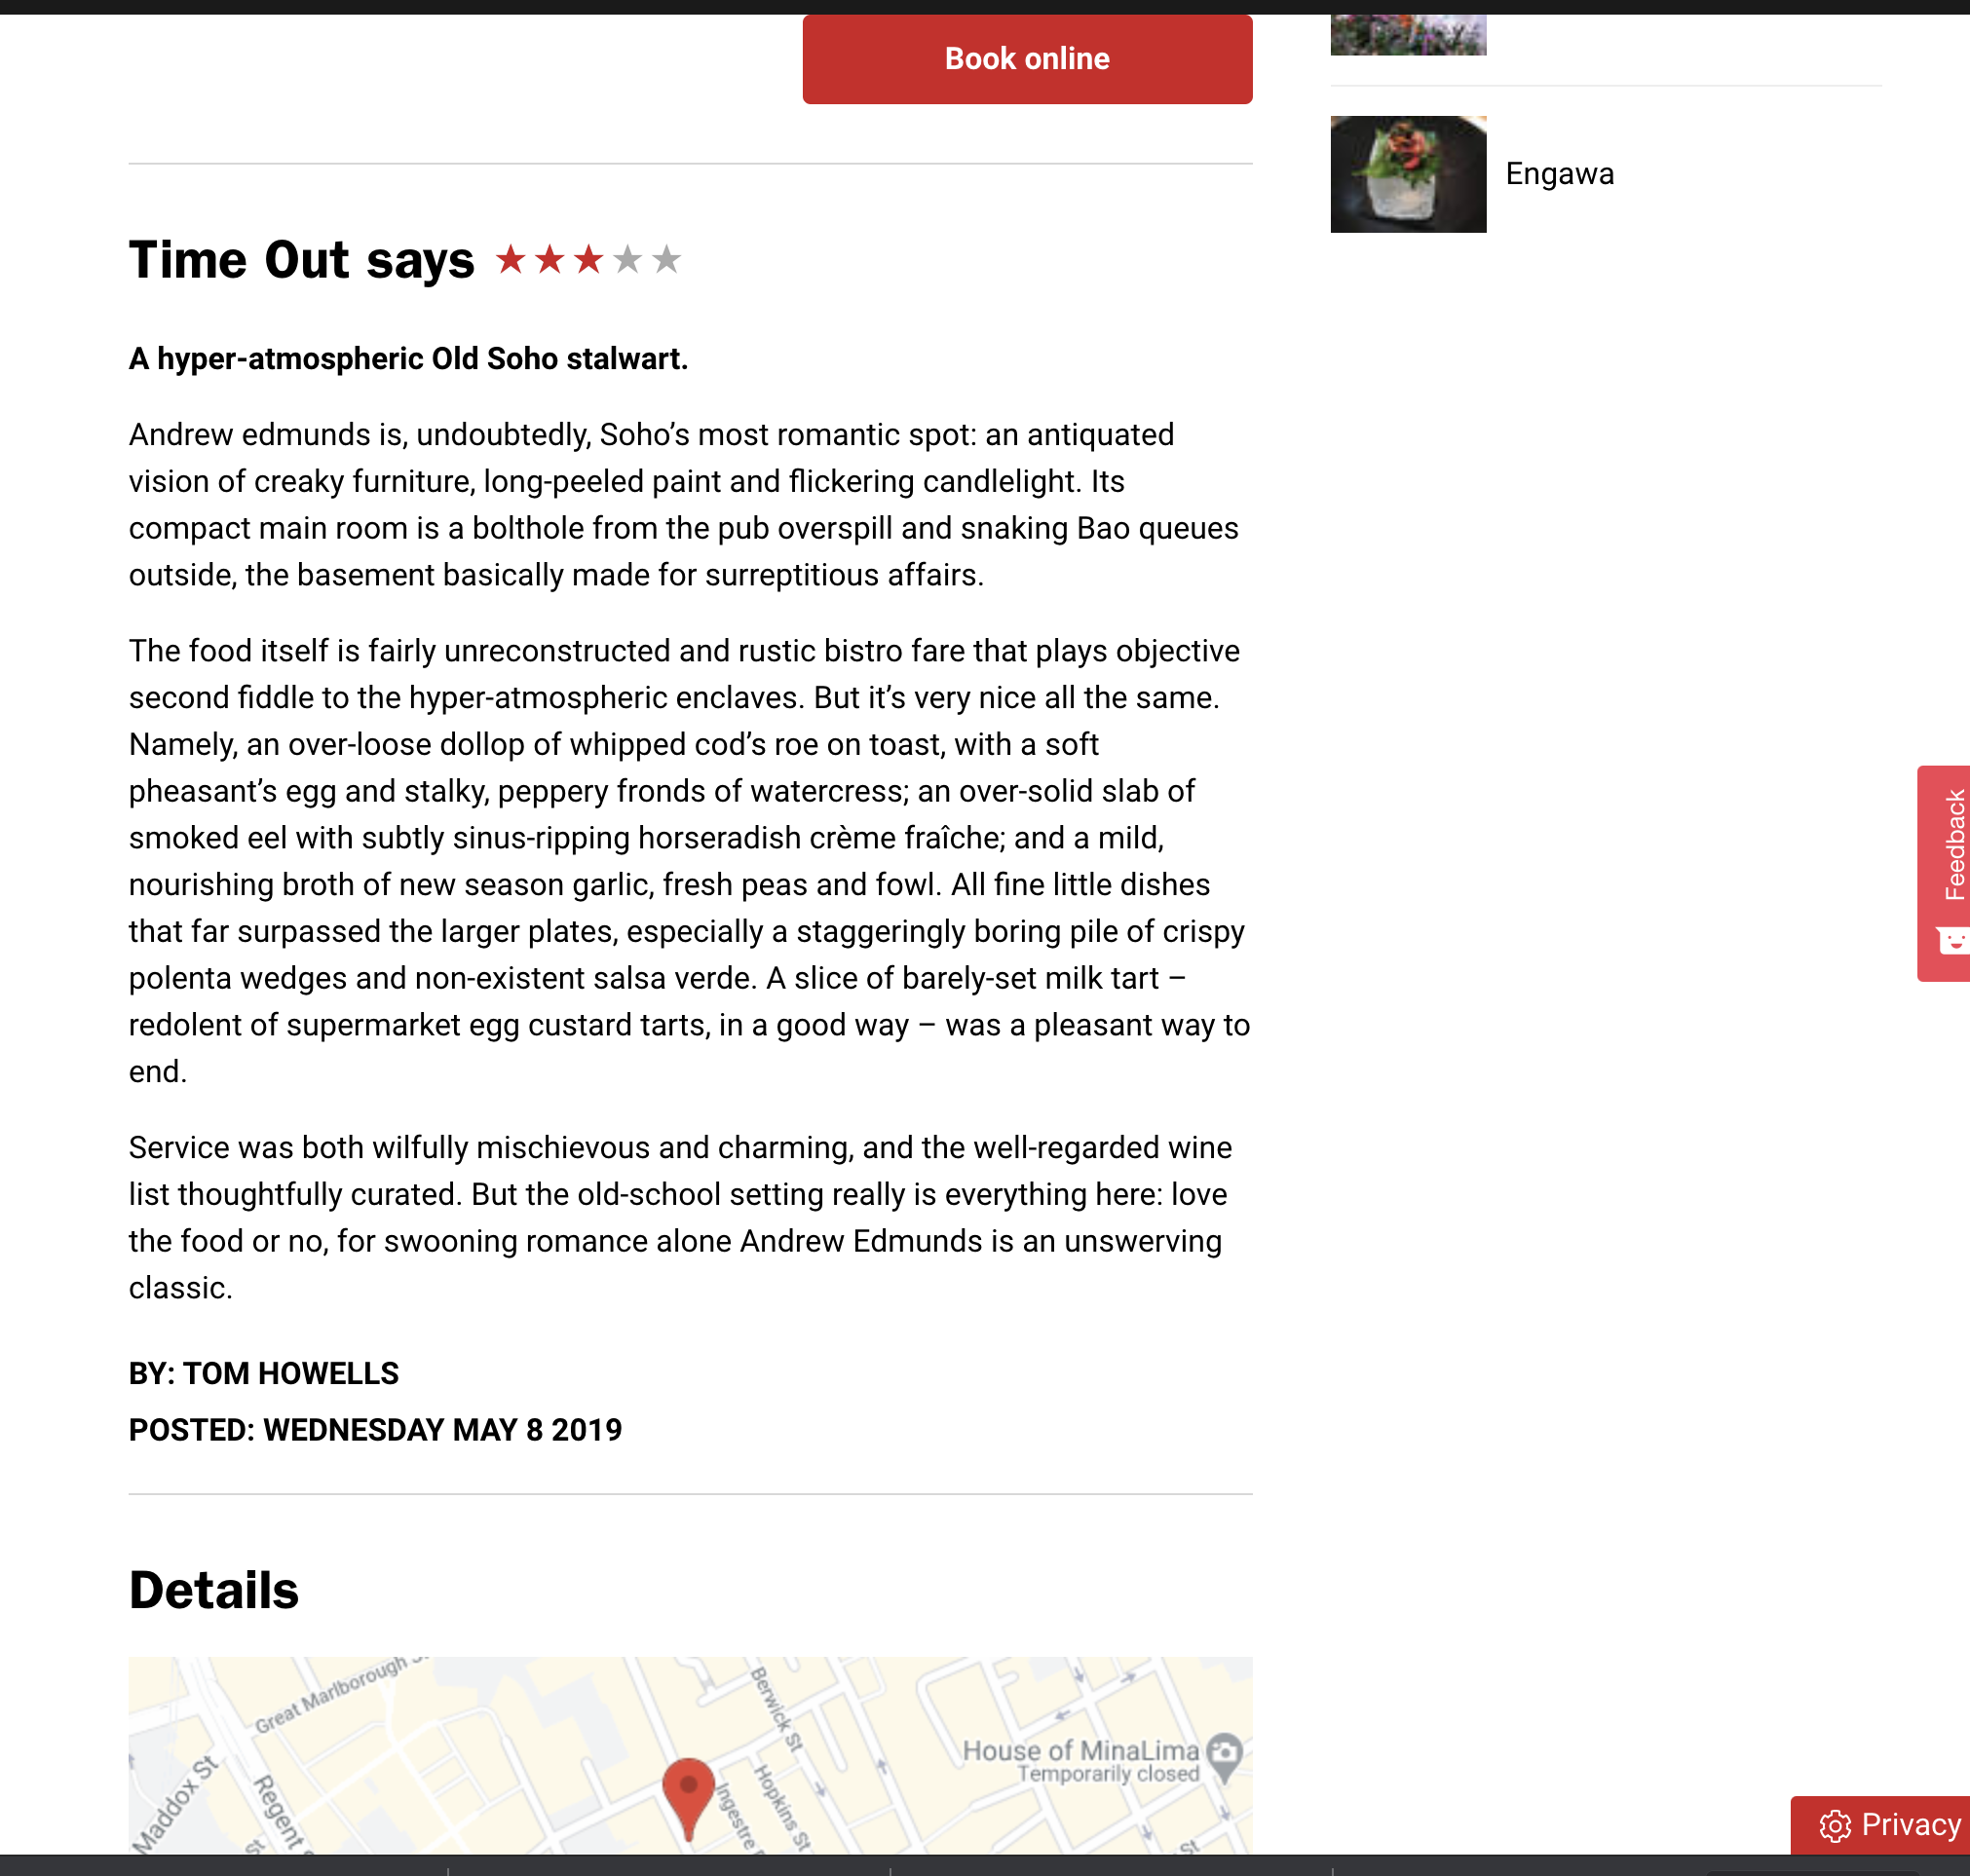 Book online
Engawa
Time Out says
A hyper-atmospheric Old Soho stalwart.
Andrew edmunds is, undoubtedly, Soho’s most romantic spot: an antiquated
vision of creaky furniture, long-peeled paint and flickering candlelight. Its
compact main room is a bolthole from the pub overspill and snaking Bao queues
outside, the basement basically made for surreptitious affairs.
The food itself is fairly unreconstructed and rustic bistro fare that plays objective
second fiddle to the hyper-atmospheric enclaves. But it’s very nice all the same.
Namely, an over-loose dollop of whipped cod’s roe on toast, with a soft
pheasant’s egg and stalky, peppery fronds of watercress; an over-solid slab of
smoked eel with subtly sinus-ripping horseradish crème fraîche; and a mild,
nourishing broth of new season garlic, fresh peas and fowl. All fine little dishes
that far surpassed the larger plates, especially a staggeringly boring pile of crispy
polenta wedges and non-existent salsa verde. A slice of barely-set milk tart –
redolent of supermarket egg custard tarts, in a good way – was a pleasant way to
end.
Service was both wilfully mischievous and charming, and the well-regarded wine
list thoughtfully curated. But the old-school setting really is everything here: love
the food or no, for swooning romance alone Andrew Edmunds is an unswerving
classic.
BY: TOM HOWELLS
POSTED: WEDNESDAY MAY 8 2019
Feedback
Details
Great Marlborough
Berwick St
House of MinaLima
Temporarily closed
Maddox St
Regent
St
Ingestre
Hopkins St
St
Privacy